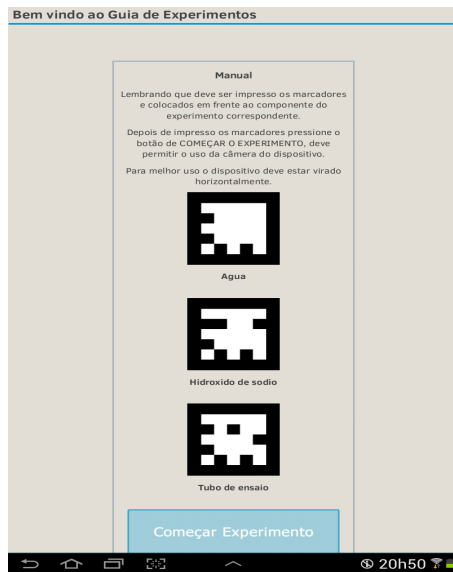 Bem vindo ao Guia de Experimentos
Manual
Lembrando que deve ser impresso os marcadores
e colocados em frente ao componente do
experimento correspondente.
Depois de impresso os marcadores pressione o
botão de COMEÇAR O EXPERIMENTO, deve
permitir o uso da câmera do dispositivo.
Para melhor uso o dispositivo deve estar virado
horizontalmente.
Agua
Hidroxido de sodio
Tubo de ensaio
Começar Experimento
20h50